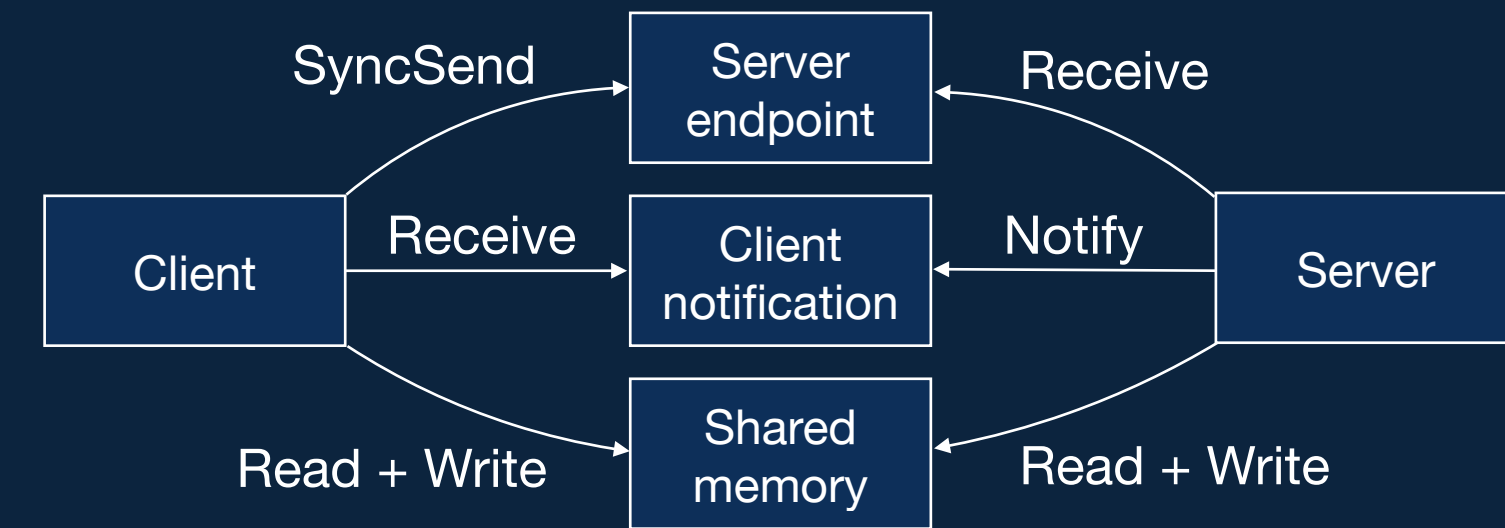 SyncSend
Server
endpoint
Receive
Client
Receive
Client
notification
Notify
Server
Read + Write
Shared
memory
Read + Write